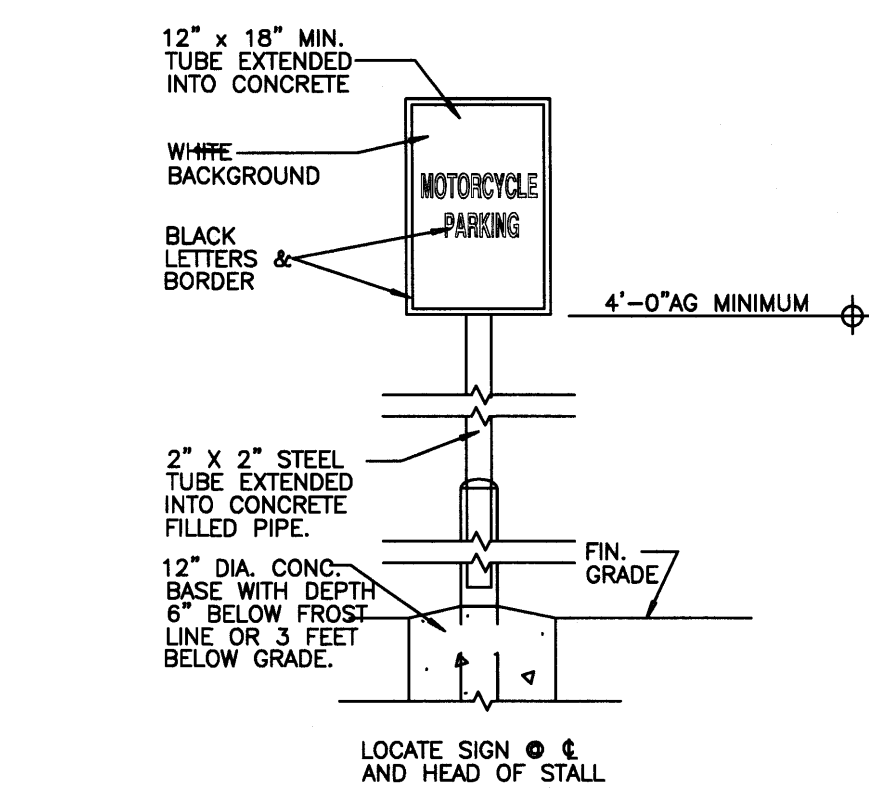 12" x 18" MIN.
TUBE EXTENDED
INTO CONCRETE
WHITE
BACKGROUND
MOTORCYCLE
PARKING
BLACK
LETTERS &
BORDER
4'-0"AG MINIMUM
2" X 2" STEEL
TUBE EXTENDED
INTO CONCRETE
FILLED PIPE.
12" DIA. CONC.
BASE WITH DEPTH
6" BELOW FROST
LINE OR 3 FEET
BELOW GRADE.
FIN.
GRADE
LOCATE SIGN @ ℄
AND HEAD OF STALL